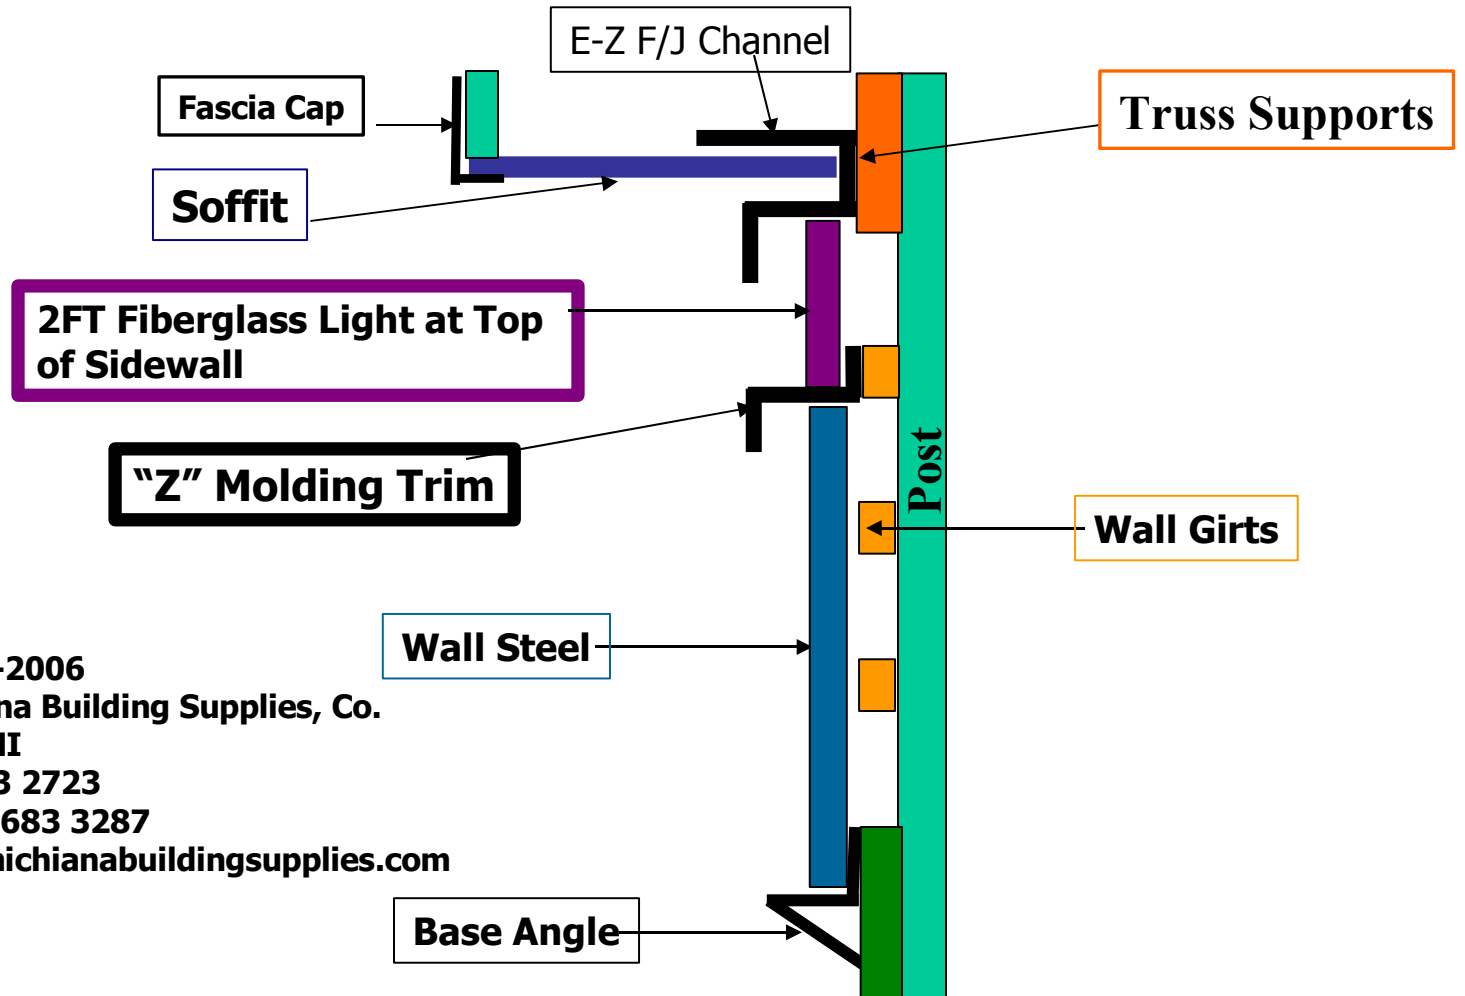 E-Z F/J Channel
Fascia Cap
Truss Supports
Soffit
2FT Fiberglass Light at Top
of Sidewall
Post
“Z” Molding Trim
Wall Girts
Wall Steel
-2006
na Building Supplies, Co.
3 2723
683 3287
michianabuildingsupplies.com
Base Angle